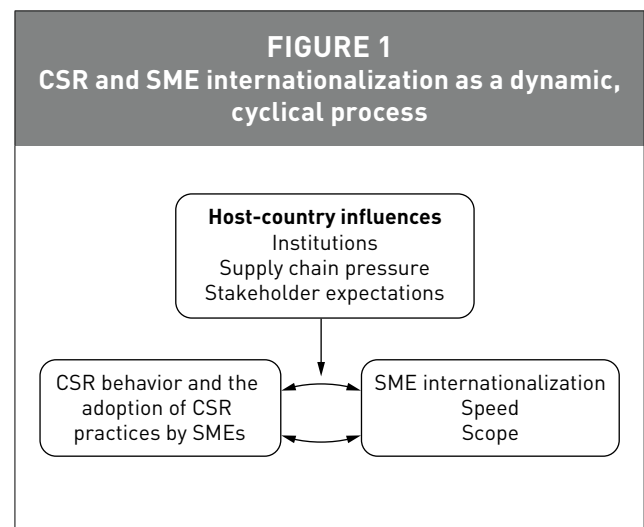 FIGURE 1
CSR and SME internationalization as a dynamic,
cyclical process
Host-country influences
Institutions
Supply chain pressure
Stakeholder expectations
CSR behavior and the
adoption of CSR
practices by SMEs
SME internationalization
Speed
Scope